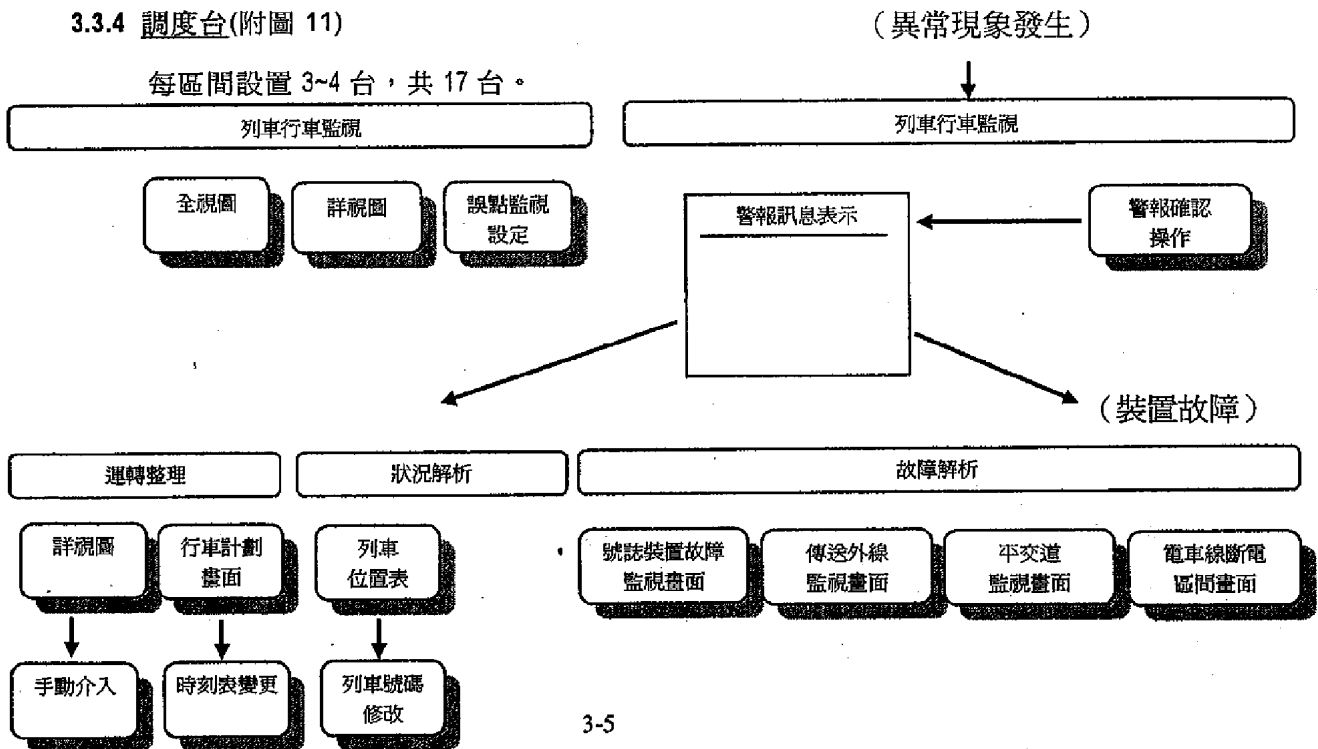 3.3.4 調度台(附圖 11)
(異常現象發生)
每區間設置 3~4 台,共 17 台。
列車行車監視
列車行車監視
全視圖
詳視圖
誤點監視
設定
警報訊息表示
警報確認
操作
(裝置故障)
運轉整理
狀況解析
故障解析
詳視圖
行車計劃
畫面
列車
位置表
號誌裝置故障
監視畫面
傳送外線
監視畫面
平交道
監視畫面
電車線斷電
區間畫面
手動介入
時刻表變更
列車號碼
修改
3-5